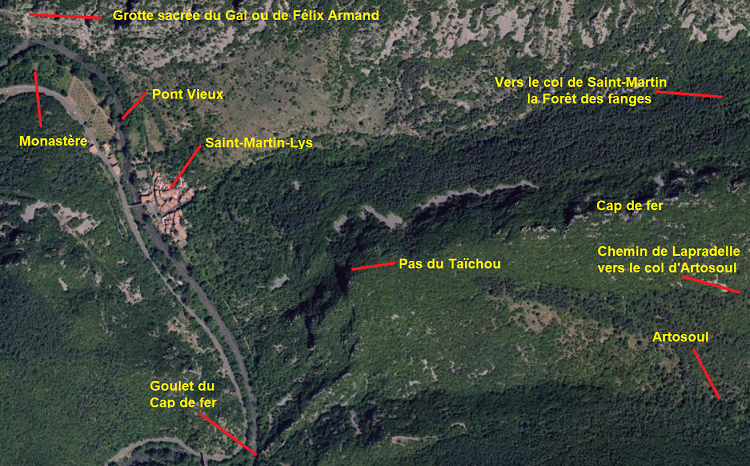 Grotte sacrée du Gal ou de Félix Armand
Vers le col de Saint-Martin
la Forêt des fanges
Pont Vieux
Monastère
Saint-Martin-Lys
Cap de fer
Chemin de Lapradelle
vers le col d'Artosoul
Pas du Taïchou
Artosoul
Goulet du
Cap de fer